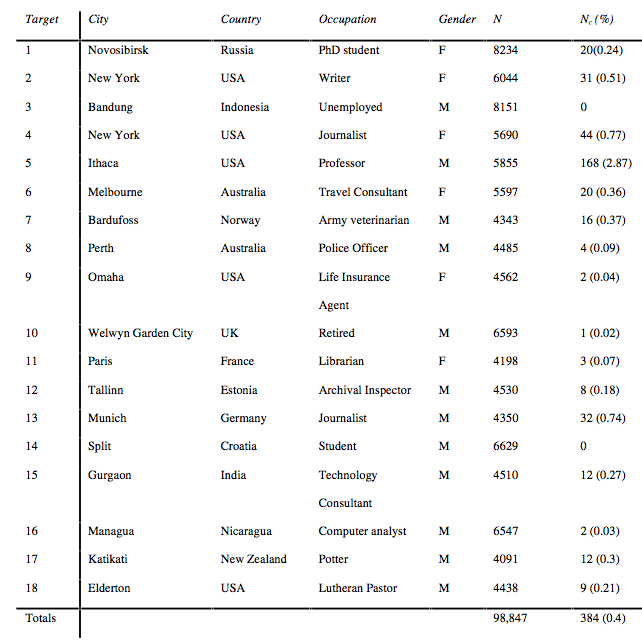 Target City Country Occupation Gender N Nc (%)
1 Novosibirsk Russia PhD student F 8234 20(0.24)
2 New York USA Writer F 6044 31 (0.51)
3 Bandung Indonesia Unemployed M 8151 0
4 New York USA Journalist F 5690 44 (0.77)
5 Ithaca USA Professor M 5855 168 (2.87)
6 Melbourne Australia Travel Consultant F 5597 20 (0.36)
7 Bardufoss Norway Army veterinarian M 4343 16 (0.37)
8 Perth Australia Police Officer M 4485 4 (0.09)
9 Omaha USA Life Insurance F 4562 2 (0.04)
Agent
10 Welwyn Garden City UK Retired M 6593 1 (0.02)
11 Paris France Librarian F 4198 3 (0.07)
12 Tallinn Estonia Archival Inspector M 4530 8 (0.18)
13 Munich Germany Journalist M 4350 32 (0.74)
14 Split Croatia Student M 6629 0
15 Gurgaon India Technology M 4510 12 (0.27)
Consultant
16 Managua Nicaragua Computer analyst M 6547 2 (0.03)
17 Katikati New Zealand Potter M 4091 12 (0.3)
18 Elderton USA Lutheran Pastor M 4438 9 (0.21)
Totals 98,847 384 (0.4)